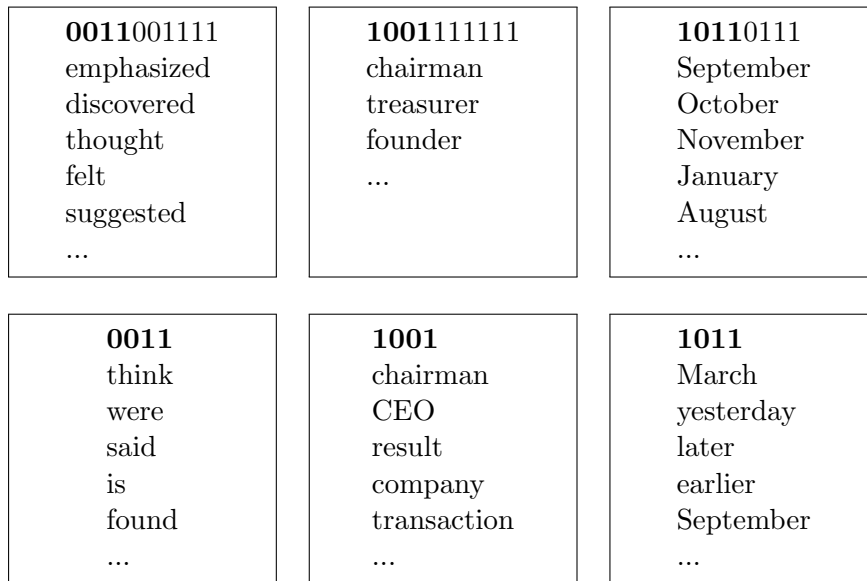 0011001111
emphasized
discovered
thought
felt
suggested
...
1001111111
chairman
treasurer
founder
...
10110111
September
October
November
January
August
...
0011
think
were
said
is
found
...
1001
chairman
CEO
result
company
transaction
...
1011
March
yesterday
later
earlier
September
...